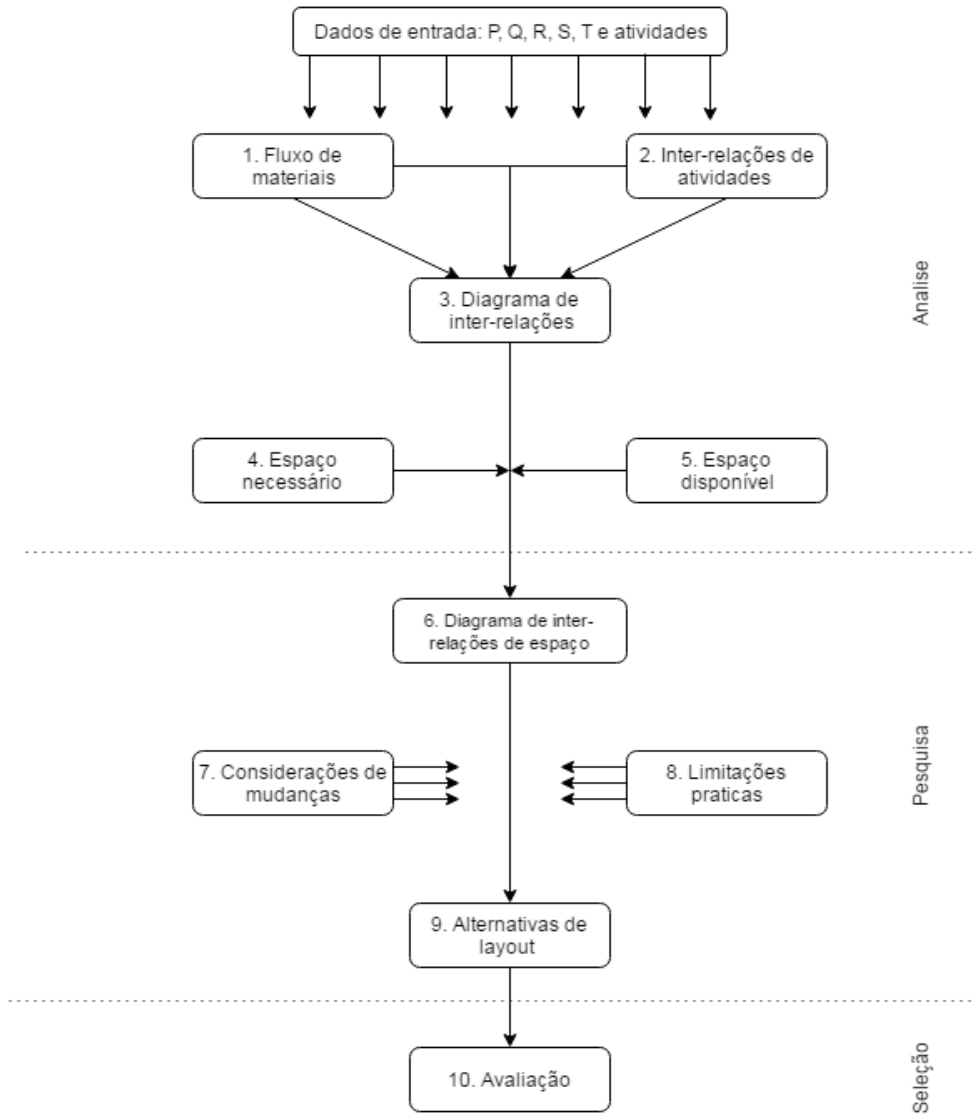 Dados de entrada: P, Q, R, S, T e atividades
1. Fluxo de
materiais
2. Inter-relações de
atividades
3. Diagrama de
inter-relações
Analise
4. Espaço
necessário
5. Espaço
disponível
6. Diagrama de inter-
relações de espaço
7. Considerações de
mudanças
8. Limitações
praticas
Pesquisa
9. Alternativas de
layout
10. Avaliação
Seleção